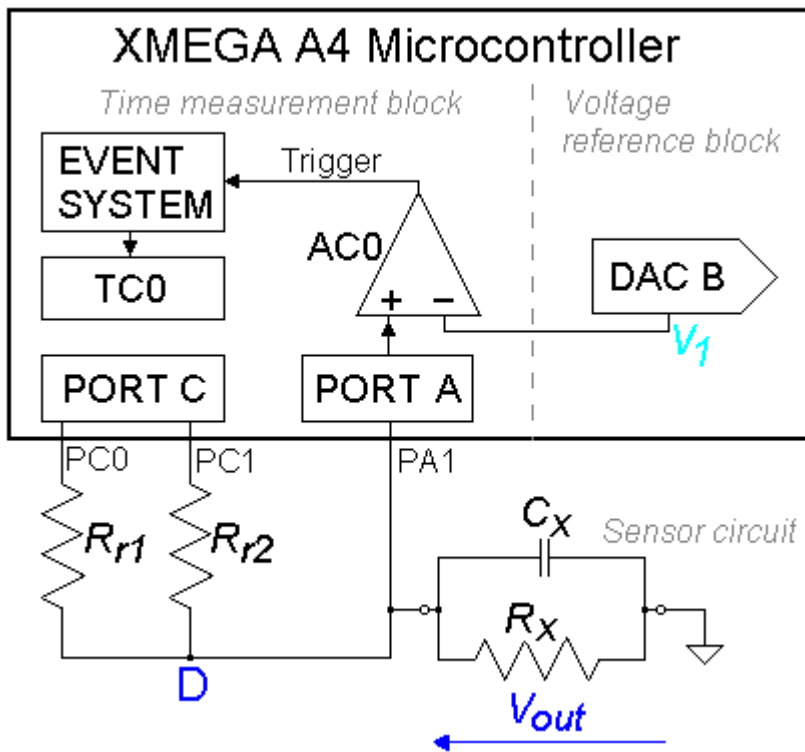 XMEGA A4 Microcontroller
Time measurement block
Voltage
reference block
EVENT
SYSTEM
Trigger
AC0
TC0
+ −
DAC B
V1
PORT C
PORT A
PC0
PC1
PA1
Rr1
Rr2
CX
Sensor circuit
RX
D
Vout